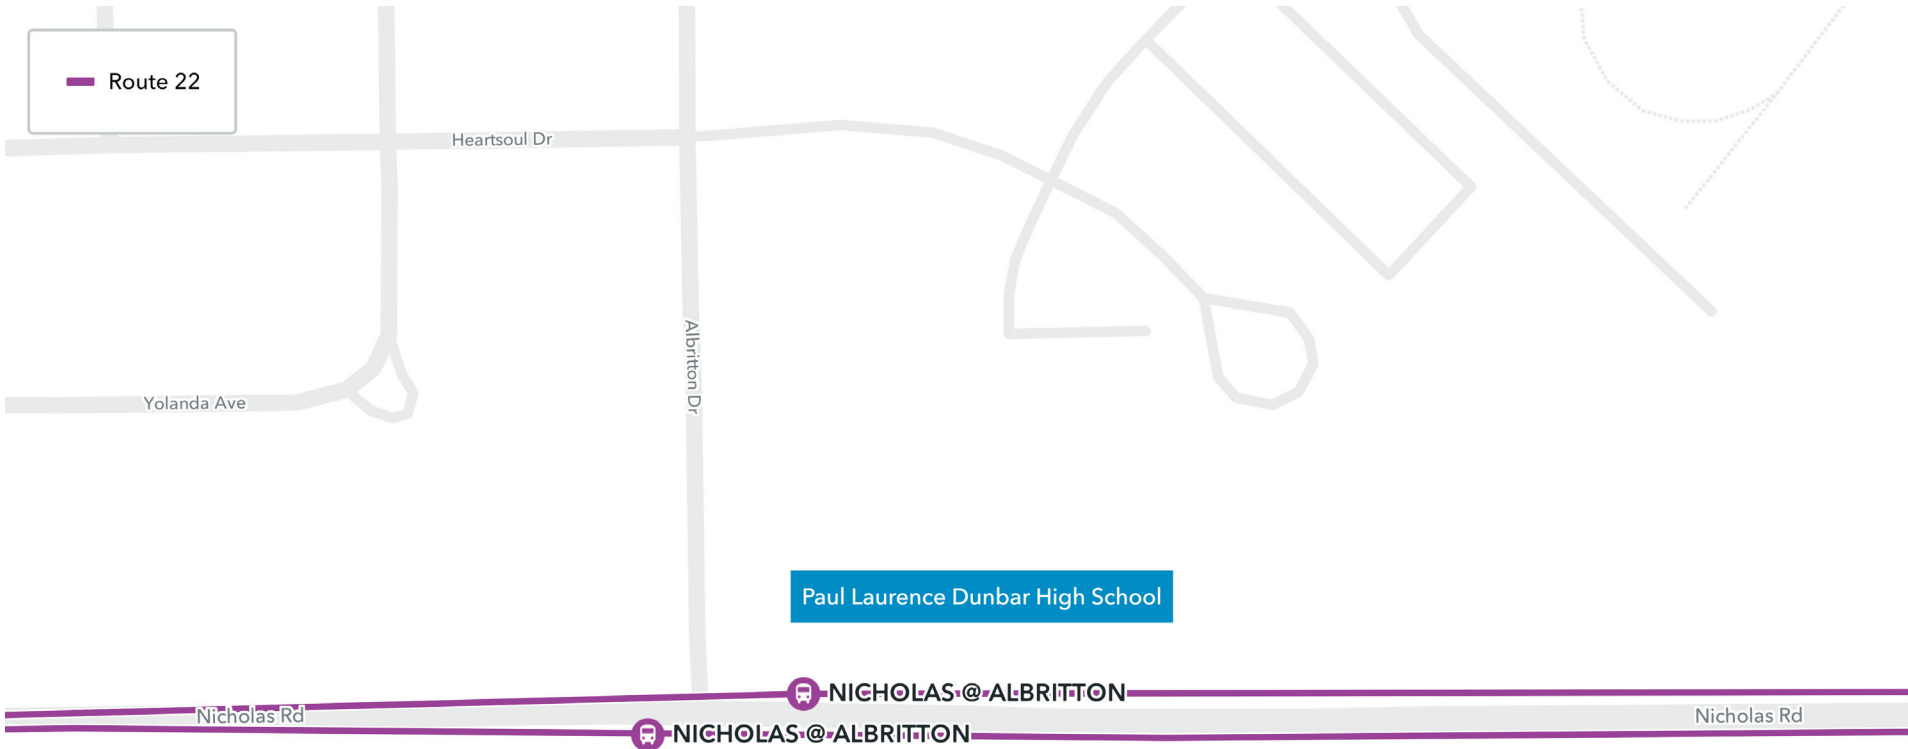 Route 22
Heartsoul Dr
Albritton Dr
Yolanda Ave
Paul Laurence Dunbar High School
NICHOLAS @ ALBRITTON
Nicholas Rd
Nicholas Rd
NICHOLAS @ ALBRITTON